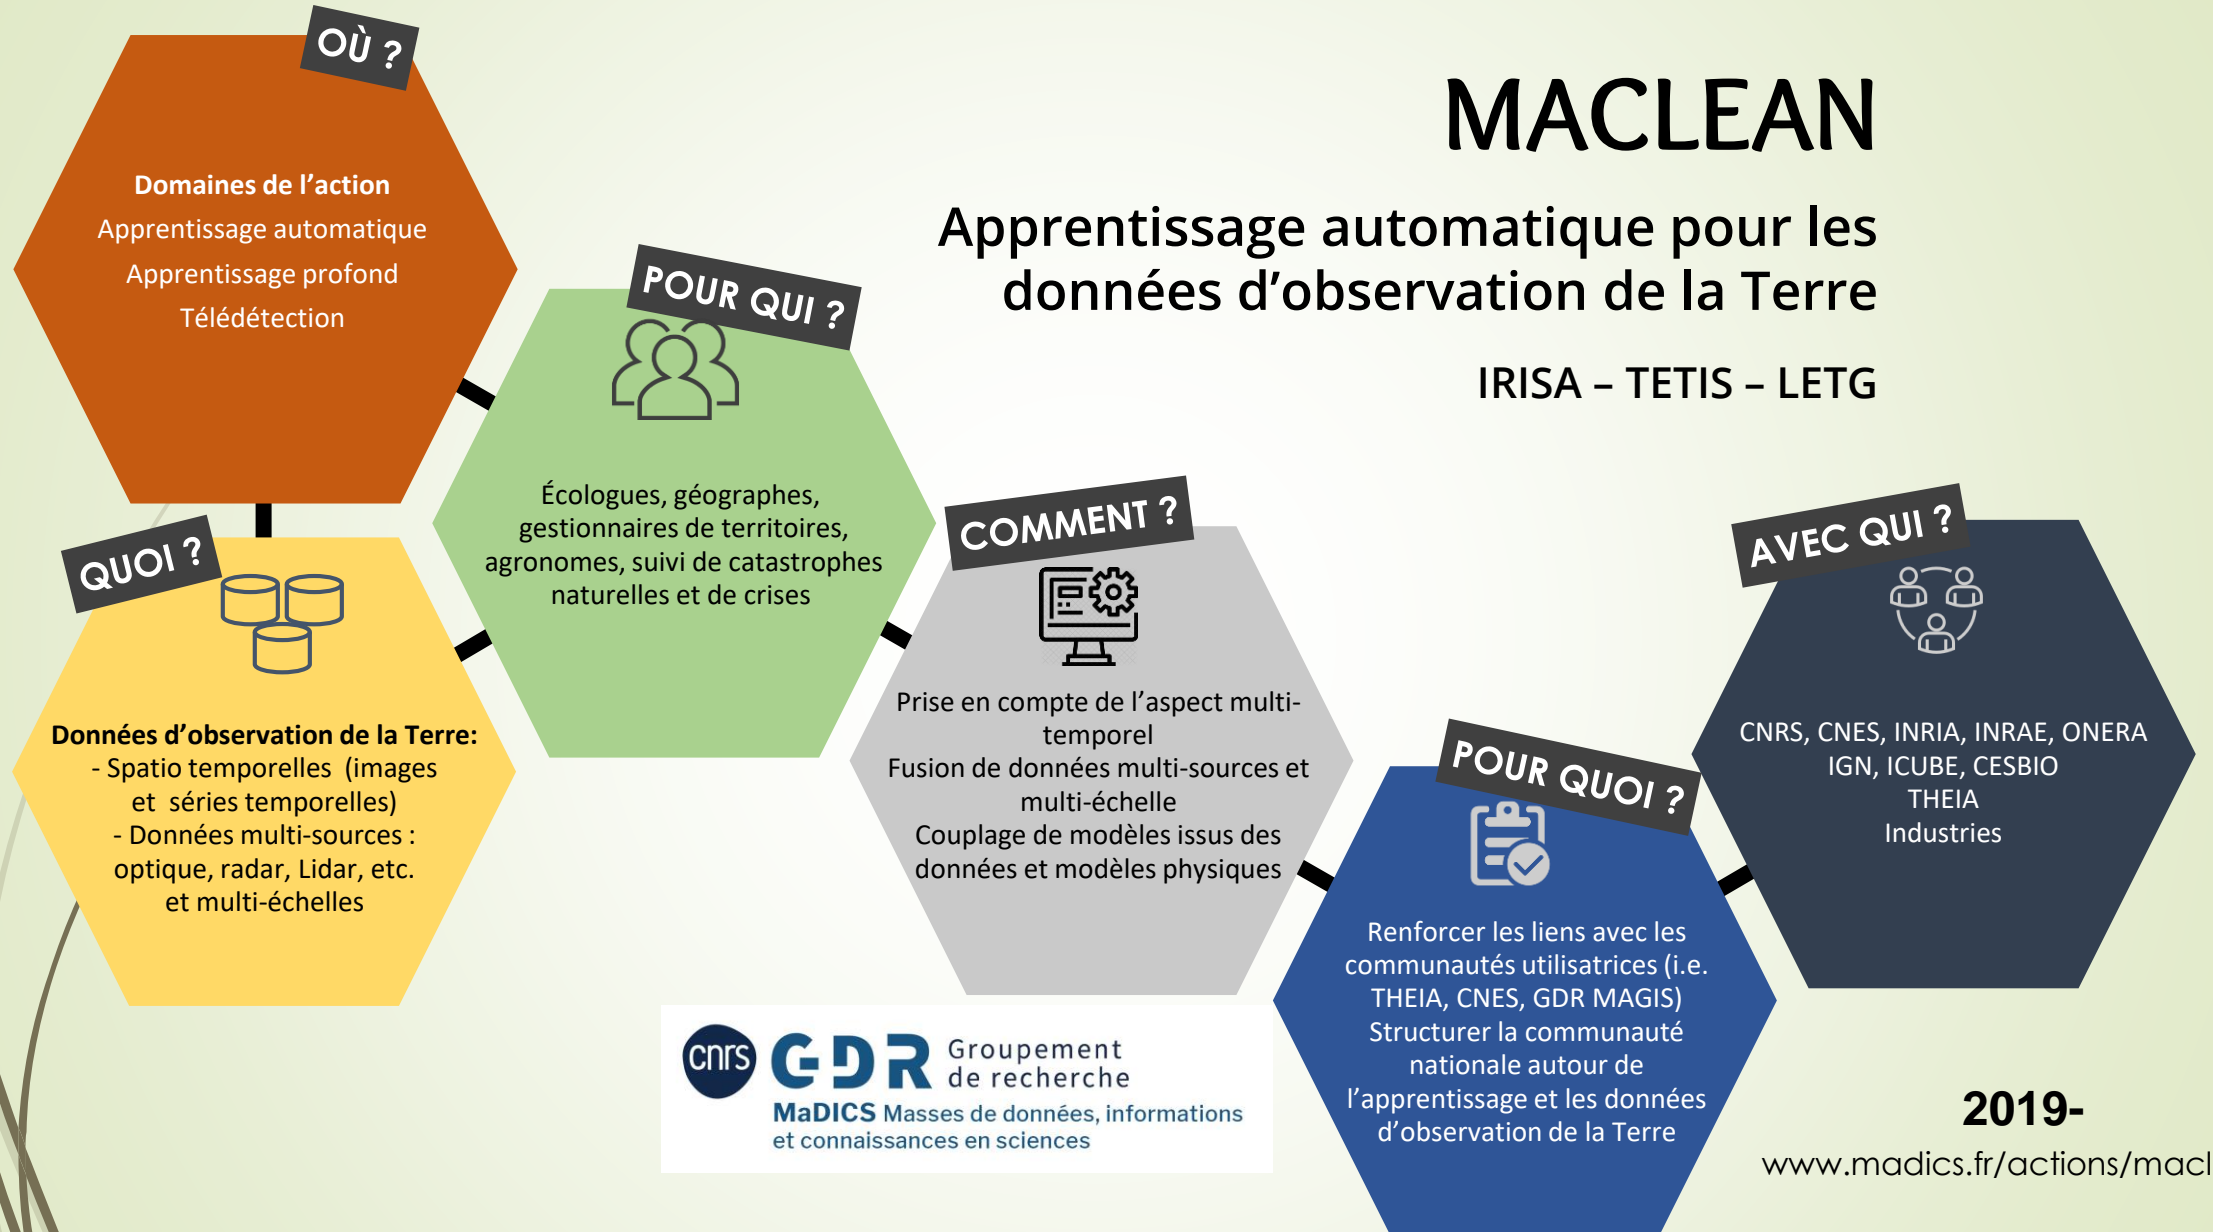 OÙ ?
Domaines de l’action
Apprentissage automatique
Apprentissage profond
Télédétection
MACLEAN
Apprentissage automatique pour les
données d’observation de la Terre
IRISA – TETIS – LETG
POUR QUI ?
Écologues, géographes,
gestionnaires de territoires,
agronomes, suivi de catastrophes
naturelles et de crises
QUOI ?
Données d’observation de la Terre:
- Spatio temporelles (images
et séries temporelles)
- Données multi-sources :
optique, radar, Lidar, etc.
et multi-échelles
COMMENT ?
Prise en compte de l’aspect multi-
temporel
Fusion de données multi-sources et
multi-échelle
Couplage de modèles issus des
données et modèles physiques
POUR QUOI ?
Renforcer les liens avec les
communautés utilisatrices (i.e.
THEIA, CNES, GDR MAGIS)
Structurer la communauté
nationale autour de
l’apprentissage et les données
d’observation de la Terre
AVEC QUI ?
CNRS, CNES, INRIA, INRAE, ONERA
IGN, ICUBE, CESBIO
THEIA
Industries
cnrs
GDR
Groupement
de recherche
MaDICS Masses de données, informations
et connaissances en sciences
2019-
www.madics.fr/actions/macl